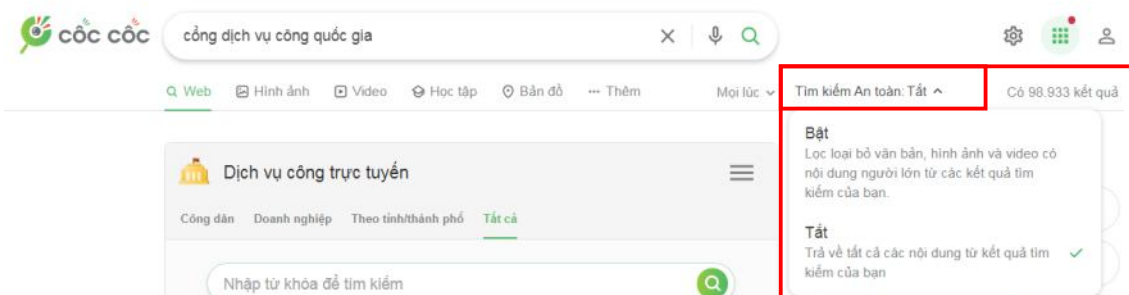 cốc cốc
cổng dịch vụ công quốc gia
Web Hình ảnh Video Học tập Bản đồ ••• Thêm Mọi lúc Tìm kiếm An toàn: Tắt Có 98.933 kết quả
Bật
Lọc loại bỏ văn bản, hình ảnh và video có
nội dung người lớn từ các kết quả tìm
kiếm của bạn.
Tắt
Trả về tất cả các nội dung từ kết quả tìm
kiếm của bạn
Dịch vụ công trực tuyến
Công dân Doanh nghiệp Theo tỉnh/thành phố Tất cả
Nhập từ khóa để tìm kiếm